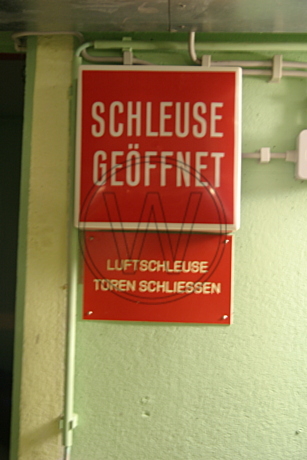 SCHLEUSE
GEÖFFNET
LUFTSCHLEUSE
TÜREN SCHLIESSEN
W